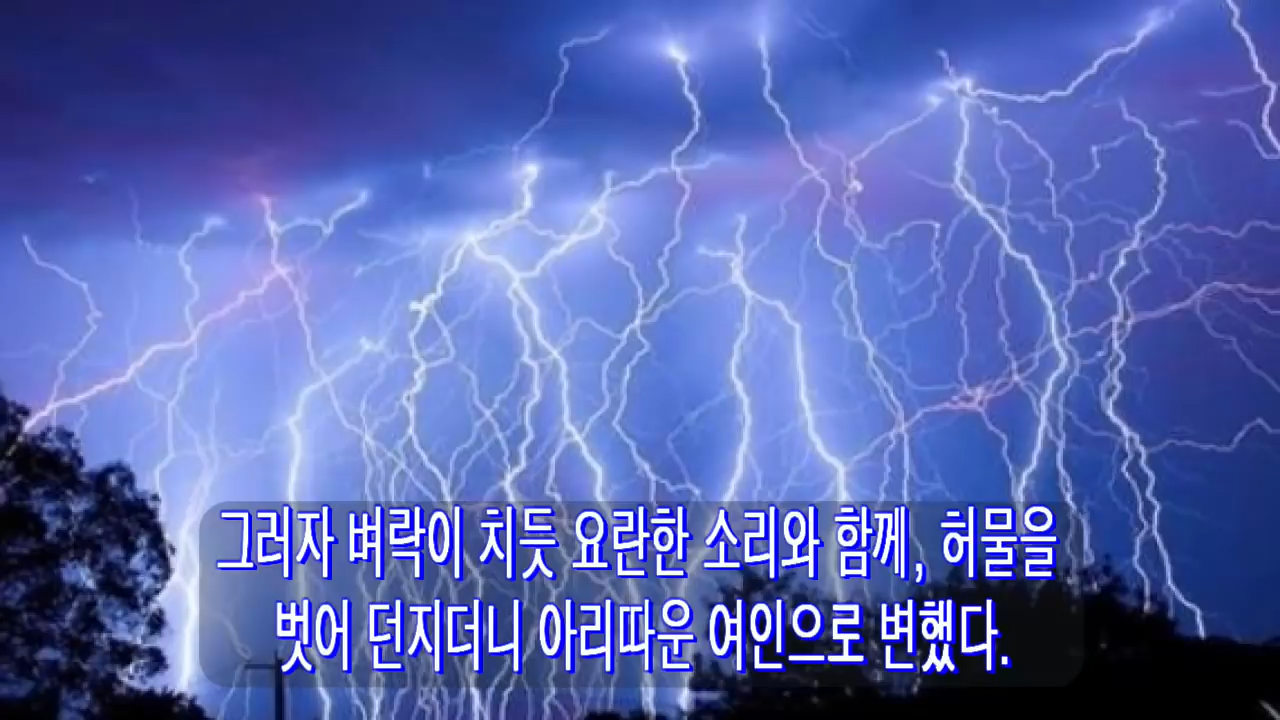 그러자 벼락이 치듯 요란한 소리와 함께, 허물을
벗어 던지더니 아리따운 여인으로 변했다.